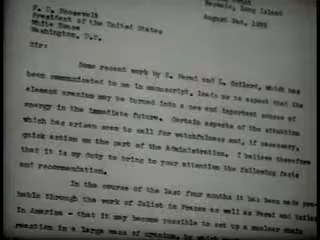 Peconic, Long Island
August 2nd, 1939
F. D. Roosevelt
President of the United States
White House
Washington, D.C.
Sir:
Some recent work by E. Fermi and L. Szilard, which has
been communicated to me in manuscript, leads me to expect that the
element uranium may be turned into a new and important source of
energy in the immediate future. Certain aspects of the situation
which has arisen seem to call for watchfulness and, if necessary,
quick action on the part of the Administration. I believe therefore
that it is my duty to bring to your attention the following facts
and recommendation.
In the course of the last four months it has been made pro-
bable through the work of Joliot in France as well as Fermi and Szilard
in America - that it may become possible to set up a nuclear chain
reaction in a large mass of uranium, by which